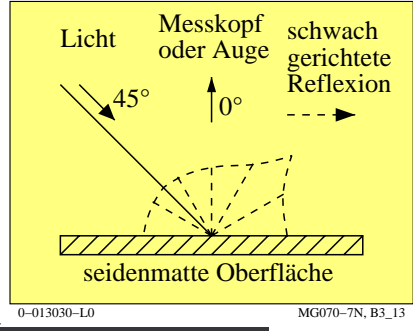 Licht
Messkopf
oder Auge
schwach
gerichtete
Reflexion
45°
0°
seidenmatte Oberfläche
0–013030–L0
MG070–7N, B3_13